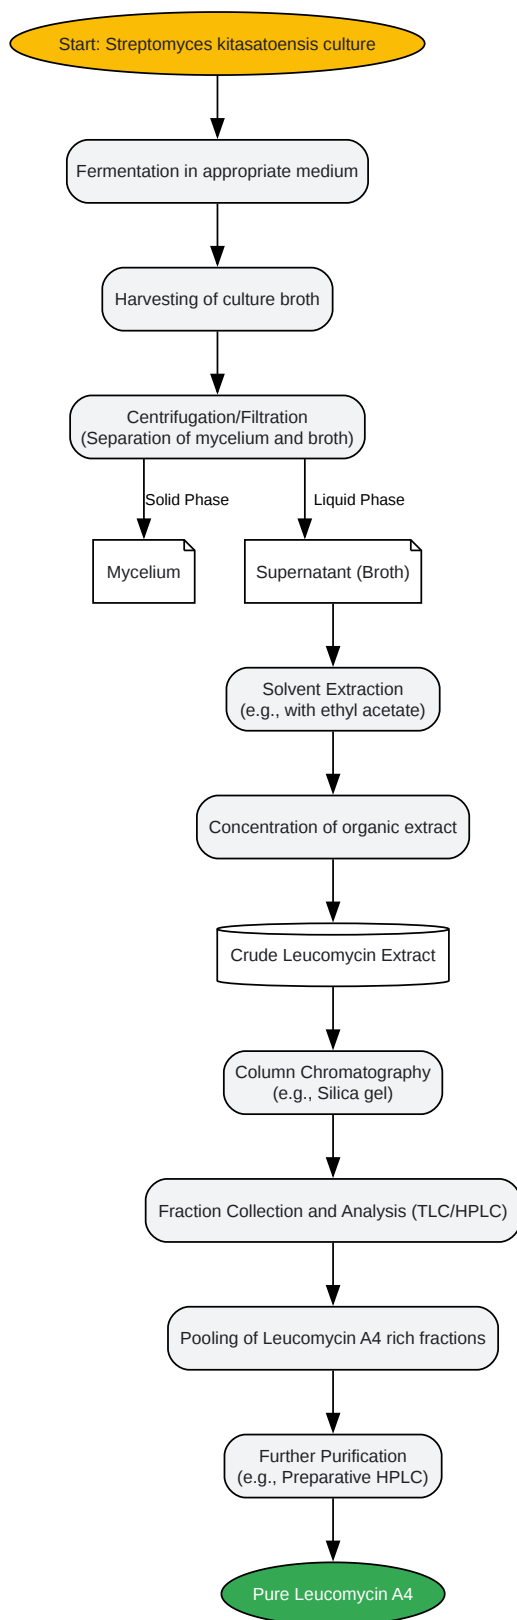 Start: Streptomyces kitasatoensis culture
Fermentation in appropriate medium
Harvesting of culture broth
Centrifugation/Filtration
(Separation of mycelium and broth)
Solid Phase
Liquid Phase
Mycelium
Supernatant (Broth)
Solvent Extraction
(e.g., with ethyl acetate)
Concentration of organic extract
Crude Leucomycin Extract
Column Chromatography
(e.g., Silica gel)
Fraction Collection and Analysis (TLC/HPLC)
Pooling of Leucomycin A4 rich fractions
Further Purification
(e.g., Preparative HPLC)
Pure Leucomycin A4